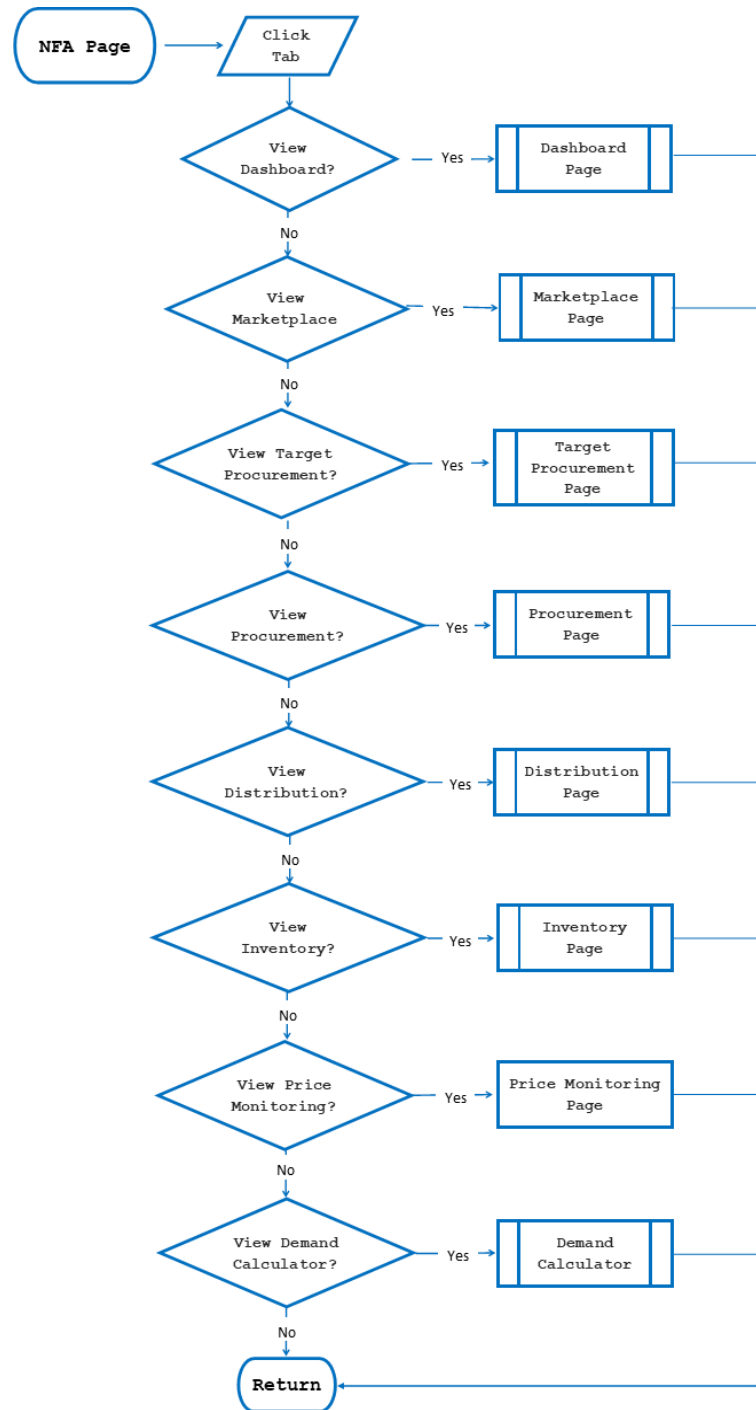 NFA Page
Click
Tab
View
Dashboard?
Yes
Dashboard
Page
No
View
Marketplace
Yes
Marketplace
Page
No
View Target
Procurement?
Yes
Target
Procurement
Page
No
View
Procurement?
Yes
Procurement
Page
No
View
Distribution?
Yes
Distribution
Page
No
View
Inventory?
Yes
Inventory
Page
No
View Price
Monitoring?
Yes
Price Monitoring
Page
No
View Demand
Calculator?
Yes
Demand
Calculator
No
Return